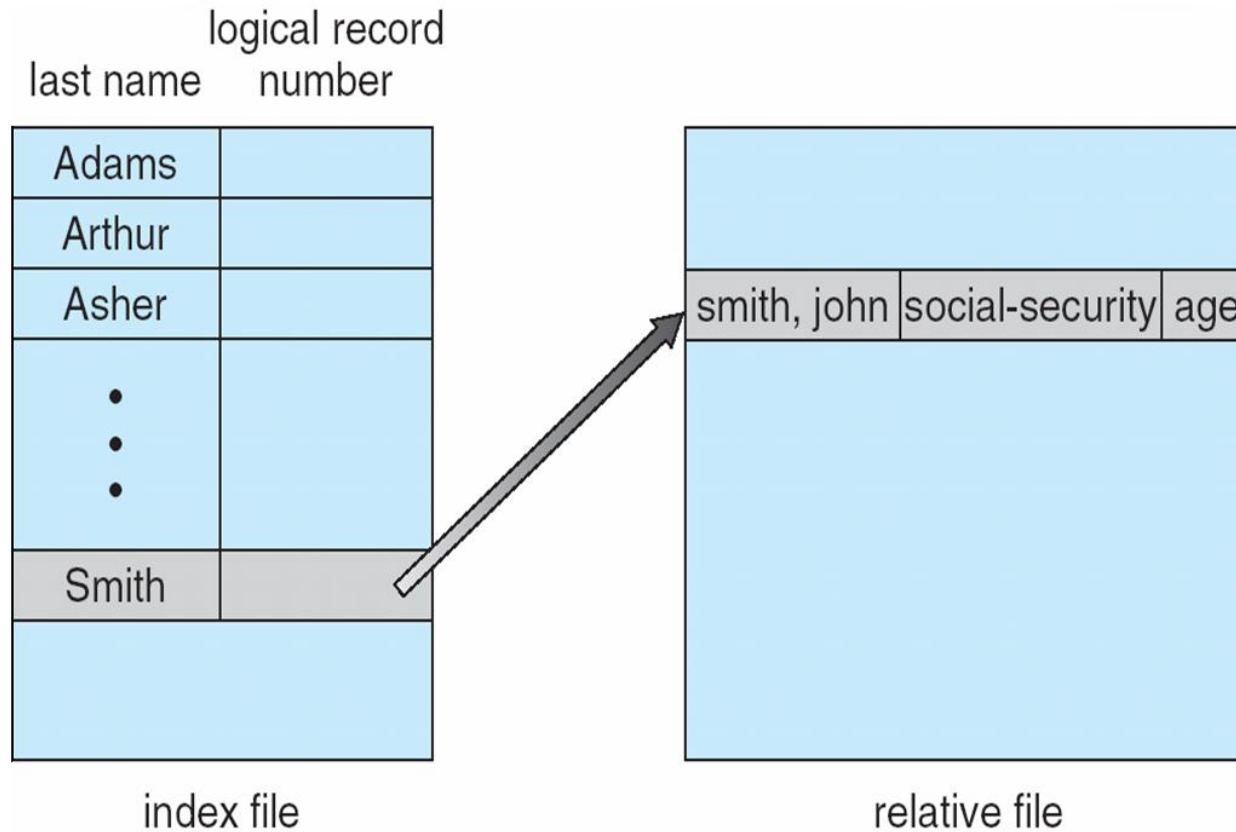 logical record
last name number
Adams
Arthur
Asher
Smith
smith, john social-security age
index file relative file